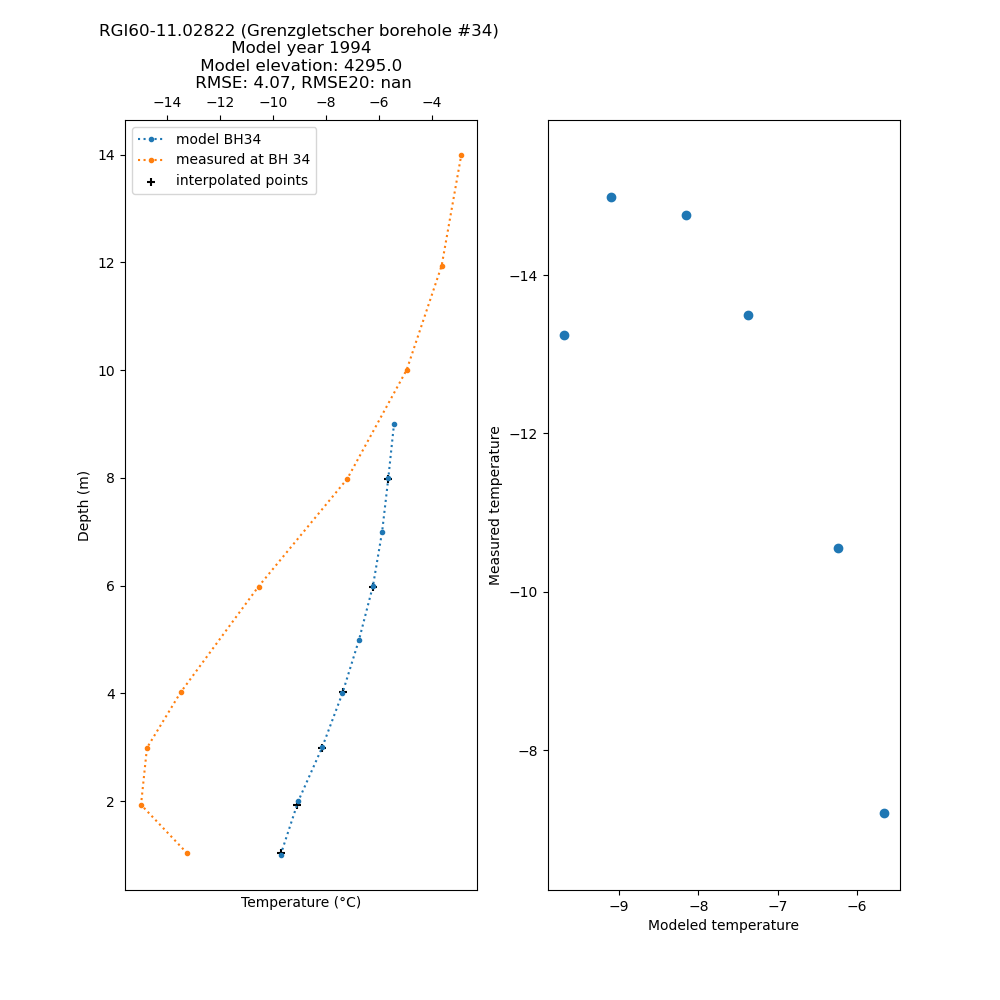 RGI60-11.02822 (Grenzgletscher borehole #34)
Model year 1994
Model elevation: 4295.0
RMSE: 4.07, RMSE20: nan
−14 −12 −10 −8 −6 −4
model BH34
measured at BH 34
interpolated points
14
12
10
8
6
4
2
Depth (m)
Temperature (°C)
−14
−12
−10
−8
Measured temperature
−9 −8 −7 −6
Modeled temperature